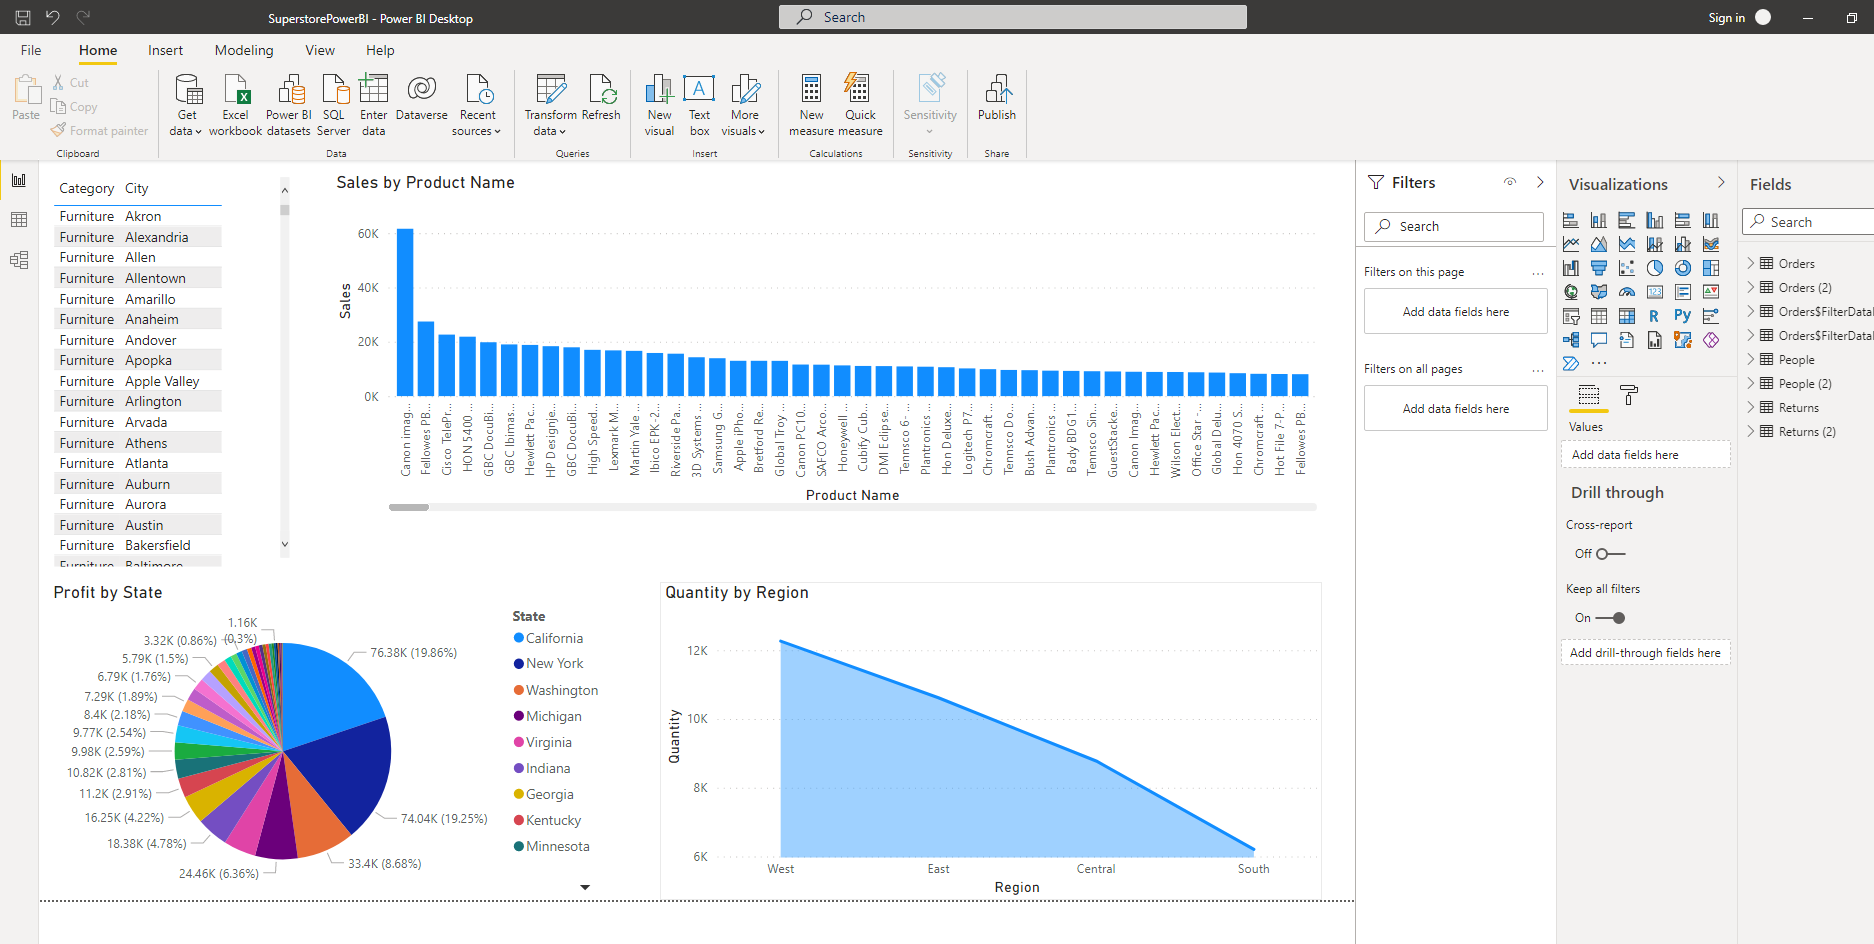 SuperstorePowerBI - Power BI Desktop
Search
Sign in
File Home Insert Modeling View Help
Paste
Cut
Copy
Format painter
Clipboard
Get data
Excel workbook
Power BI datasets
SQL Server
Enter data
Dataverse
Recent sources
Data
Transform data
Refresh
Queries
New visual
Text box
More visuals
Insert
New measure
Quick measure
Calculations
Sensitivity
Sensitivity
Publish
Share
Category City
Furniture Akron
Furniture Alexandria
Furniture Allen
Furniture Allentown
Furniture Amarillo
Furniture Anaheim
Furniture Andover
Furniture Apopka
Furniture Apple Valley
Furniture Arlington
Furniture Arvada
Furniture Athens
Furniture Atlanta
Furniture Auburn
Furniture Aurora
Furniture Austin
Furniture Bakersfield
Furniture Baltimore
Sales by Product Name
Sales
60K
40K
20K
0K
Canon imag...
Fellowes PB...
Cisco TelePr...
HON 5400 ...
GBC DocuBi...
GBC Ibimas...
Hewlett Pac...
HP Designje...
GBC DocuBi...
High Speed...
Lexmark M...
Martin Yale ...
Ibico EPK-2...
Riverside Pa...
3D Systems ...
Samsung G...
Apple iPho...
Bretford Re...
Global Troy ...
Canon PC10...
SAFCO Arco...
Honeywell ...
Cubify Cub...
DMI Eclipse...
Tennsco 6- ...
Plantronics ...
Hon Deluxe...
Logitech P7...
Chromcraft ...
Tennsco Do...
Bush Advan...
Plantronics ...
Bady BDG1...
Tennsco Sin...
GuestStacke...
Canon Imag...
Hewlett Pac...
Wilson Elect...
Office Star -...
Global Delu...
Hon 4070 S...
Chromcraft ...
Hot File 7-P...
Fellowes PB...
Product Name
Profit by State
1.16K
(0.3%)
3.32K (0.86%)
5.79K (1.5%)
6.79K (1.76%)
7.29K (1.89%)
8.4K (2.18%)
9.77K (2.54%)
9.98K (2.59%)
10.82K (2.81%)
11.2K (2.91%)
16.25K (4.22%)
18.38K (4.78%)
24.46K (6.36%)
33.4K (8.68%)
74.04K (19.25%)
76.38K (19.86%)
State
California
New York
Washington
Michigan
Virginia
Indiana
Georgia
Kentucky
Minnesota
Quantity by Region
Quantity
12K
10K
8K
6K
West East Central South
Region
Filters
Search
Filters on this page ...
Add data fields here
Filters on all pages ...
Add data fields here
Visualizations
123
R
Py
...
Values
Add data fields here
Drill through
Cross-report
Off
Keep all filters
On
Add drill-through fields here
Fields
Search
Orders
Orders (2)
Orders$FilterDatal
Orders$FilterDatal
People
People (2)
Returns
Returns (2)